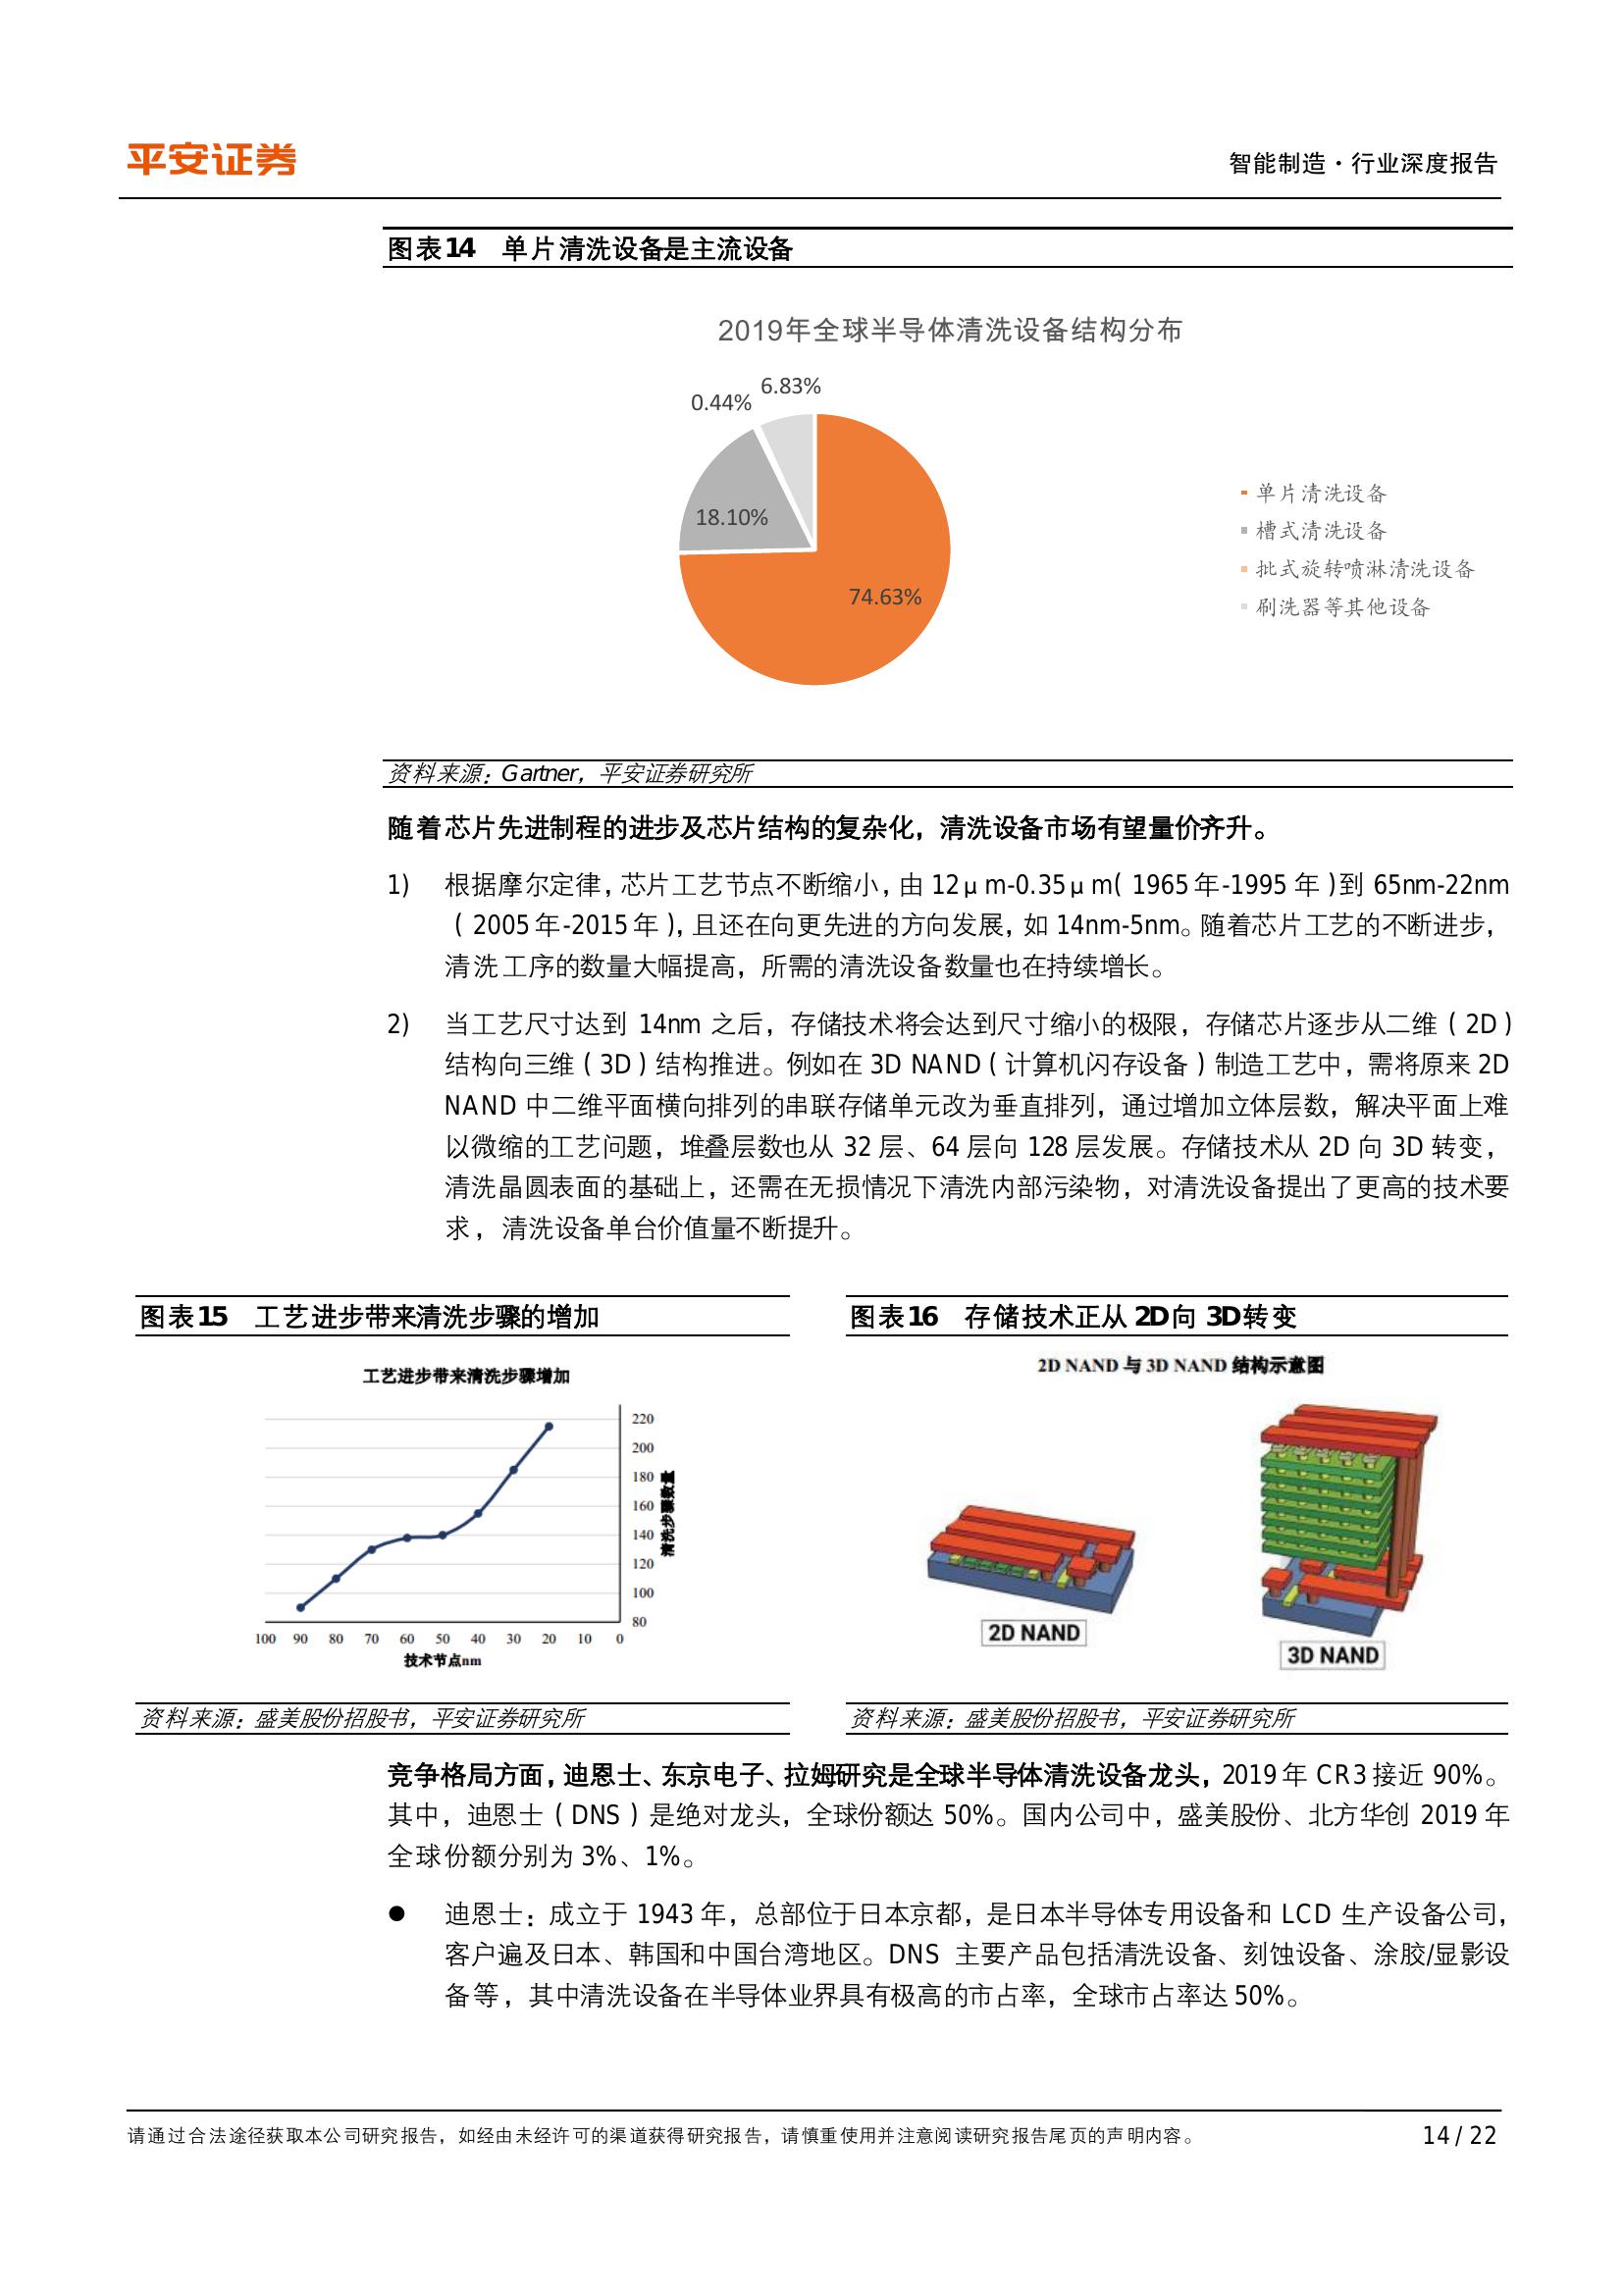 平安证券
智能制造·行业深度报告
图表14 单片清洗设备是主流设备
2019年全球半导体清洗设备结构分布
6.83%
0.44%
18.10%
74.63%
单片清洗设备
槽式清洗设备
批式旋转喷淋清洗设备
刷洗器等其他设备
资料来源：Gartner，平安证券研究所
随着芯片先进制程的进步及芯片结构的复杂化，清洗设备市场有望量价齐升。
1) 根据摩尔定律，芯片工艺节点不断缩小，由 12μm-0.35μm（1965 年-1995 年）到 65nm-22nm
（2005 年-2015 年），且还在向更先进的方向发展，如 14nm-5nm。随着芯片工艺的不断进步，
清洗工序的数量大幅提高，所需的清洗设备数量也在持续增长。
2) 当工艺尺寸达到 14nm 之后，存储技术将会达到尺寸缩小的极限，存储芯片逐步从二维（2D）
结构向三维（3D）结构推进。例如在 3D NAND（计算机闪存设备）制造工艺中，需将原来 2D
NAND 中二维平面横向排列的串联存储单元改为垂直排列，通过增加立体层数，解决平面上难
以微缩的工艺问题，堆叠层数也从 32 层、64 层向 128 层发展。存储技术从 2D 向 3D 转变，
清洗晶圆表面的基础上，还需在无损情况下清洗内部污染物，对清洗设备提出了更高的技术要
求，清洗设备单台价值量不断提升。
图表15 工艺进步带来清洗步骤的增加
工艺进步带来清洗步骤增加
220
200
180
160
140
120
100
80
清洗步骤数量
100 90 80 70 60 50 40 30 20 10 0
技术节点nm
资料来源：盛美股份招股书，平安证券研究所
图表16 存储技术正从 2D向 3D转变
2D NAND 与 3D NAND 结构示意图
2D NAND
3D NAND
资料来源：盛美股份招股书，平安证券研究所
竞争格局方面，迪恩士、东京电子、拉姆研究是全球半导体清洗设备龙头，2019 年 CR3 接近 90%。
其中，迪恩士（DNS）是绝对龙头，全球份额达 50%。国内公司中，盛美股份、北方华创 2019 年
全球份额分别为 3%、1%。
● 迪恩士：成立于 1943 年，总部位于日本京都，是日本半导体专用设备和 LCD 生产设备公司，
客户遍及日本、韩国和中国台湾地区。DNS 主要产品包括清洗设备、刻蚀设备、涂胶/显影设
备等，其中清洗设备在半导体业界具有极高的市占率，全球市占率达 50%。
请通过合法途径获取本公司研究报告，如经由未经许可的渠道获得研究报告，请慎重使用并注意阅读研究报告尾页的声明内容。
14 / 22